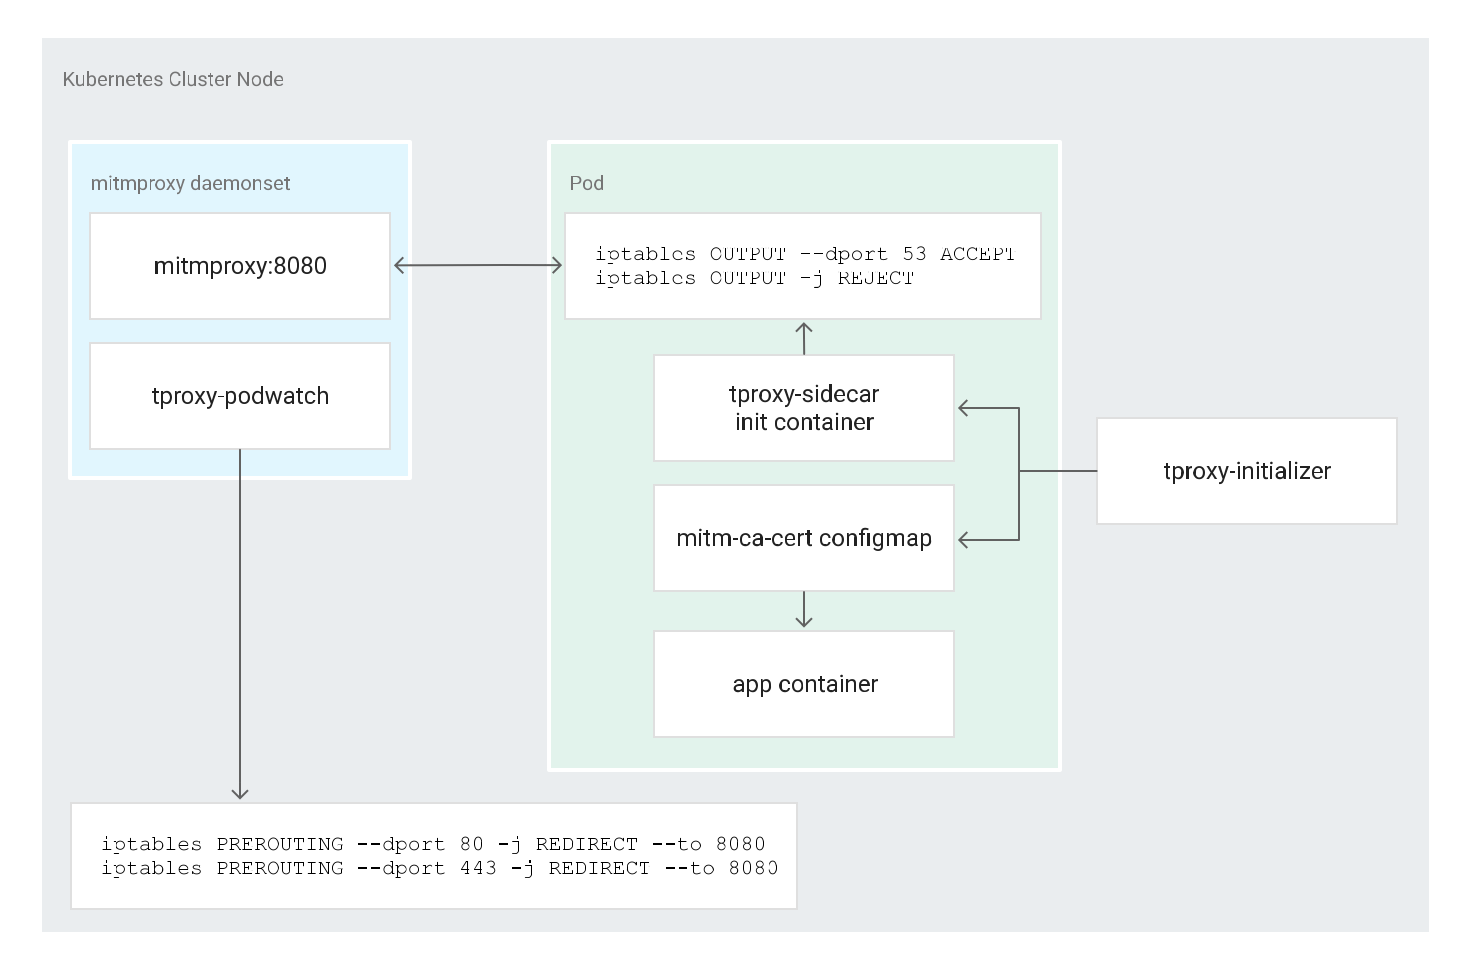 Kubernetes Cluster Node
mitmproxy daemonset
mitmproxy:8080
tproxy-podwatch
Pod
iptables OUTPUT --dport 53 ACCEPT
iptables OUTPUT -j REJECT
tproxy-sidecar
init container
mitm-ca-cert configmap
app container
tproxy-initializer
iptables PREROUTING --dport 80 -j REDIRECT --to 8080
iptables PREROUTING --dport 443 -j REDIRECT --to 8080